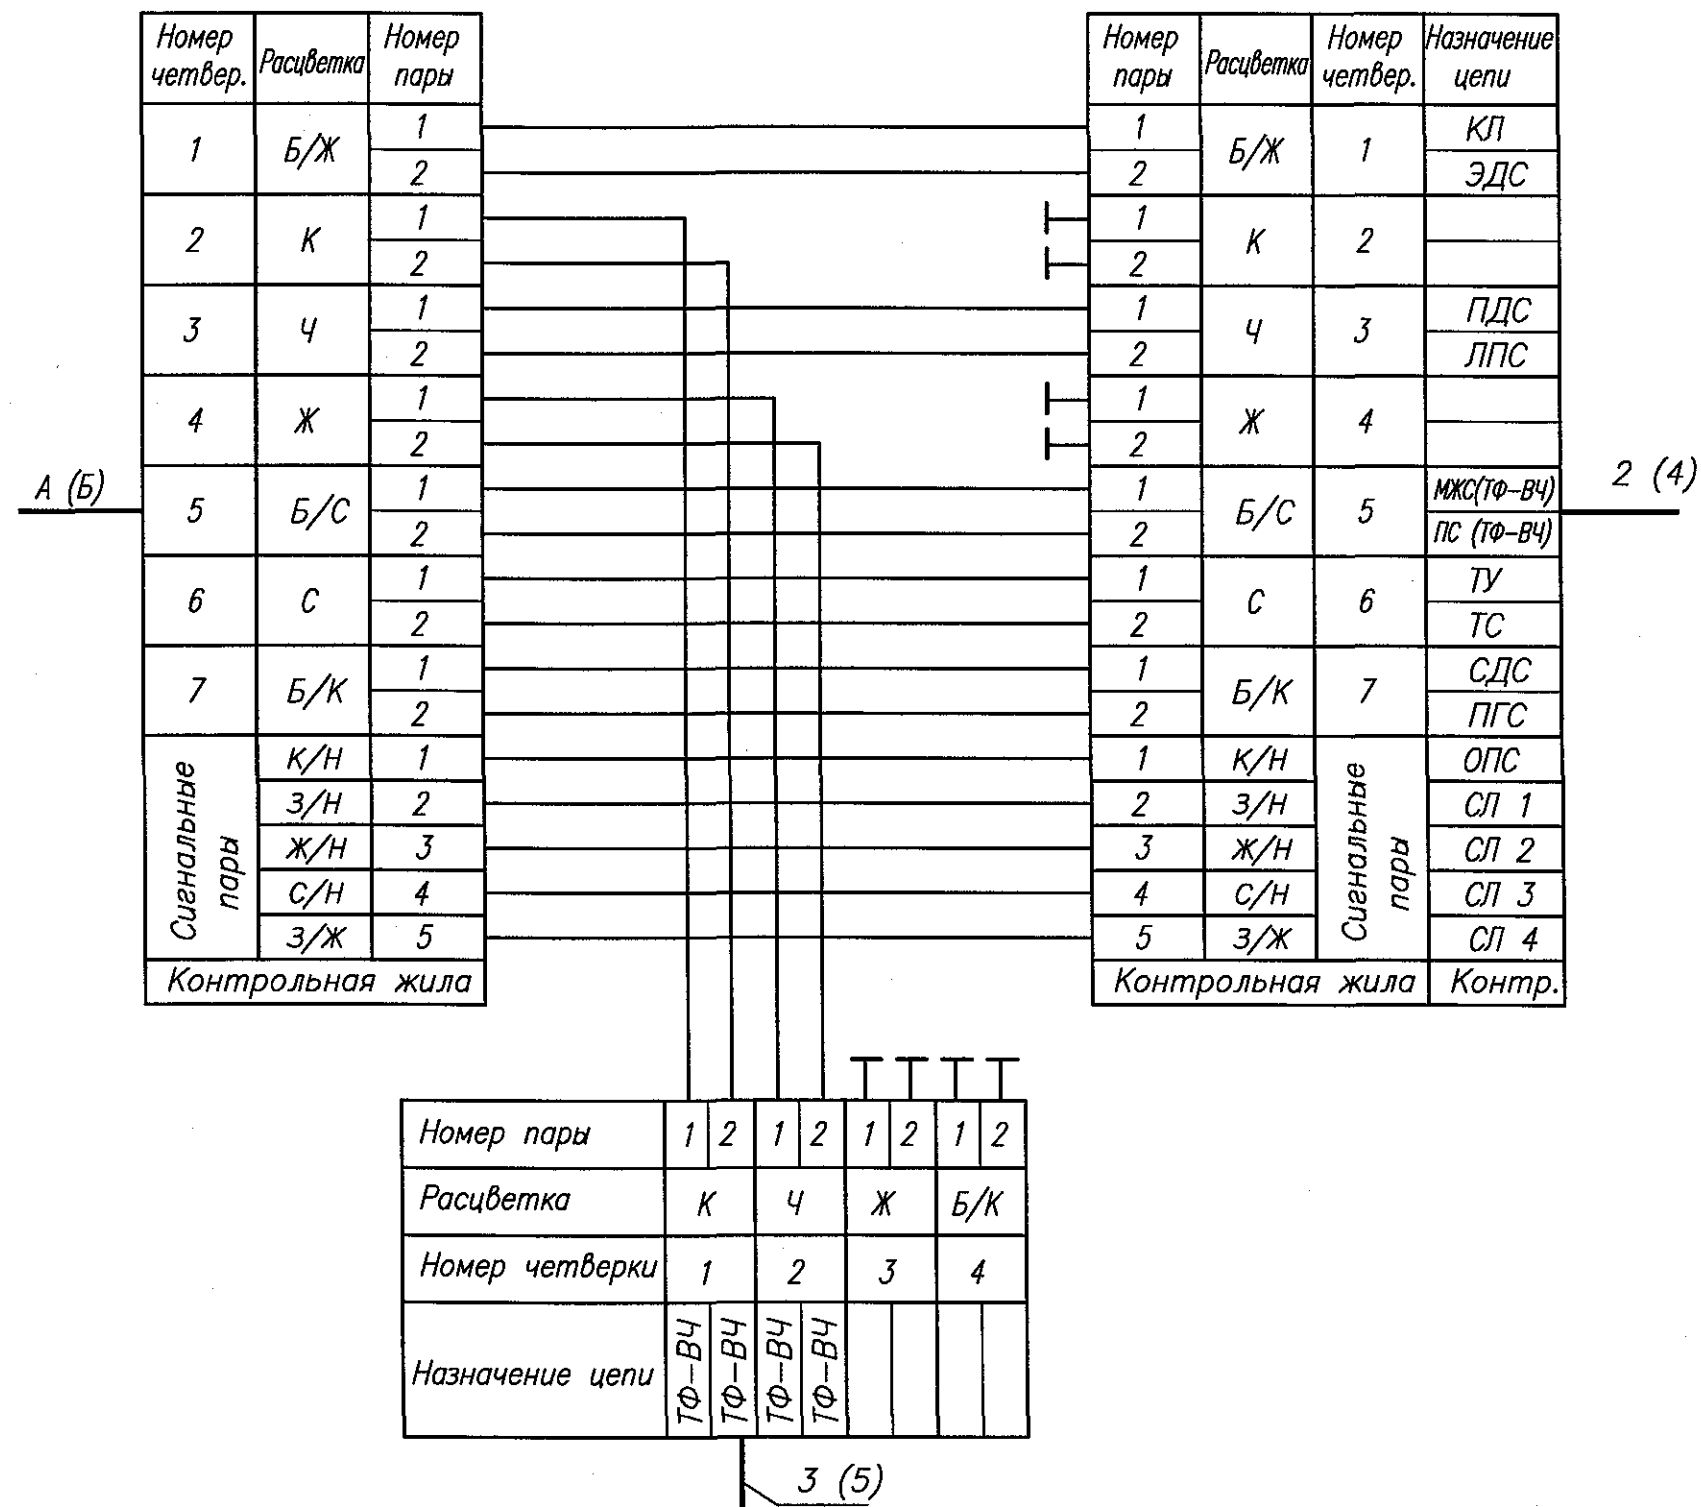 Номер четвер. Расцветка Номер пары
1 Б/Ж 1
2
2 К 1
2
3 Ч 1
2
4 Ж 1
2
5 Б/С 1
2
6 С 1
2
7 Б/К 1
2
Сигнальные пары
К/Н 1
З/Н 2
Ж/Н 3
С/Н 4
З/Ж 5
Контрольная жила
А (Б)
Номер пары Расцветка Номер четвер. Назначение цепи
1 Б/Ж 1 КЛ
2 ЭДС
1 К 2
2
1 Ч 3 ПДС
2 ЛПС
1 Ж 4
2
1 Б/С 5 МЖС(ТФ-ВЧ)
2 ПС (ТФ-ВЧ)
1 С 6 ТУ
2 ТС
1 Б/К 7 СДС
2 ПГС
Сигнальные пары
1 К/Н ОПС
2 З/Н СЛ 1
3 Ж/Н СЛ 2
4 С/Н СЛ 3
5 З/Ж СЛ 4
Контрольная жила Контр.
2 (4)
Номер пары 1 2 1 2 1 2 1 2
Расцветка К Ч Ж Б/К
Номер четверки 1 2 3 4
Назначение цепи ТФ-ВЧ ТФ-ВЧ ТФ-ВЧ ТФ-ВЧ
3 (5)